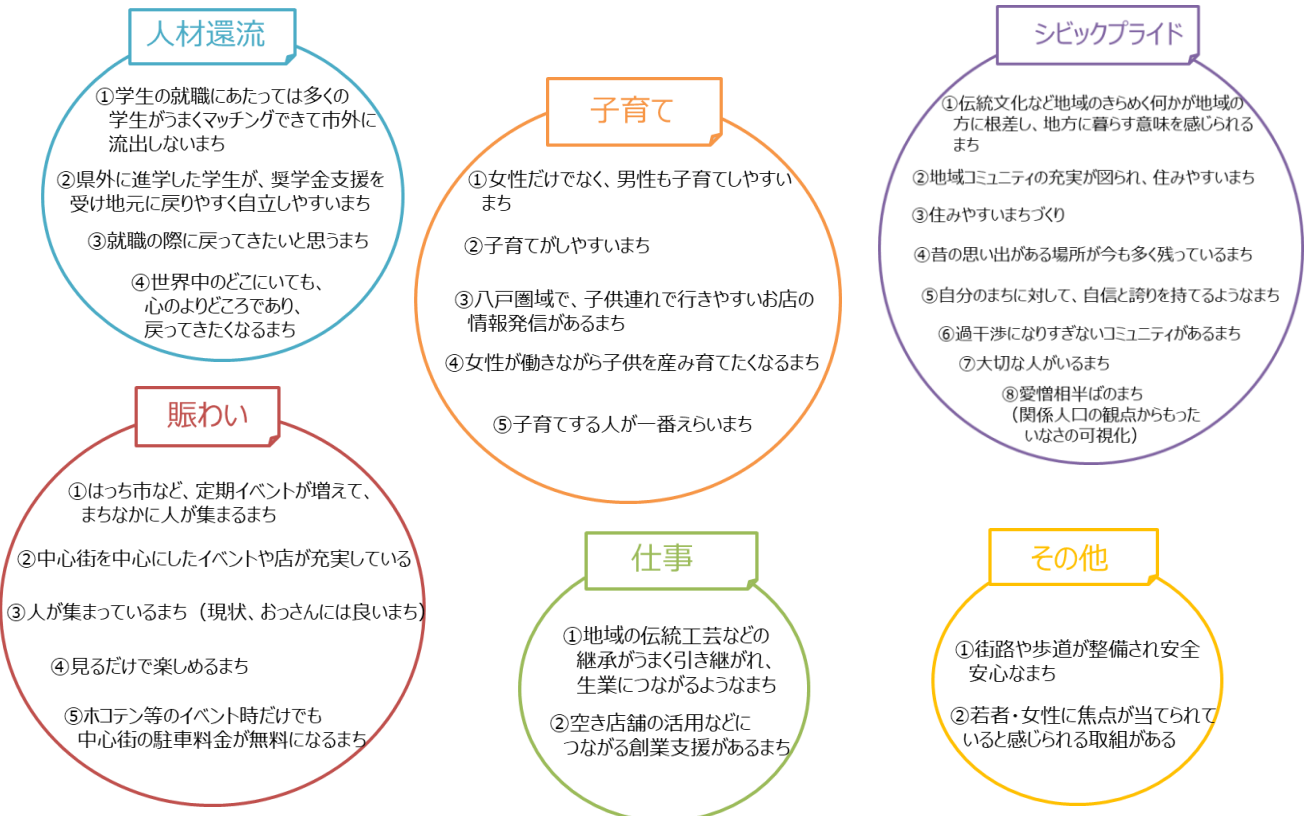 人材還流
①学生の就職にあたっては多くの
学生がうまくマッチングできて市外に
流出しないまち
②県外に進学した学生が、奨学金支援を
受け地元に戻りやすく自立しやすいまち
③就職の際に戻ってきたいと思うまち
④世界中のどこにいても、
心のよりどころであり、
戻ってきたくなるまち
子育て
①女性だけでなく、男性も子育てしやすい
まち
②子育てがしやすいまち
③八戸圏域で、子供連れで行きやすいお店の
情報発信があるまち
④女性が働きながら子供を産み育てたくなるまち
⑤子育てする人が一番えらいまち
シビックプライド
①伝統文化など地域のきらめく何かが地域の
方に根差し、地方に暮らす意味を感じられる
まち
②地域コミュニティの充実が図られ、住みやすいまち
③住みやすいまちづくり
④昔の思い出がある場所が今も多く残っているまち
⑤自分のまちに対して、自信と誇りを持てるようなまち
⑥過干渉になりすぎないコミュニティがあるまち
⑦大切な人がいるまち
⑧愛憎相半ばのまち
（関係人口の観点からもった
いなさの可視化）
賑わい
①はっち市など、定期イベントが増えて、
まちなかに人が集まるまち
②中心街を中心にしたイベントや店が充実している
③人が集まっているまち（現状、おっさんには良いまち）
④見るだけで楽しめるまち
⑤ホコテン等のイベント時だけでも
中心街の駐車料金が無料になるまち
仕事
①地域の伝統工芸などの
継承がうまく引き継がれ、
生業につながるようなまち
②空き店舗の活用などに
つながる創業支援があるまち
その他
①街路や歩道が整備され安全
安心なまち
②若者・女性に焦点が当てられて
いると感じられる取組がある